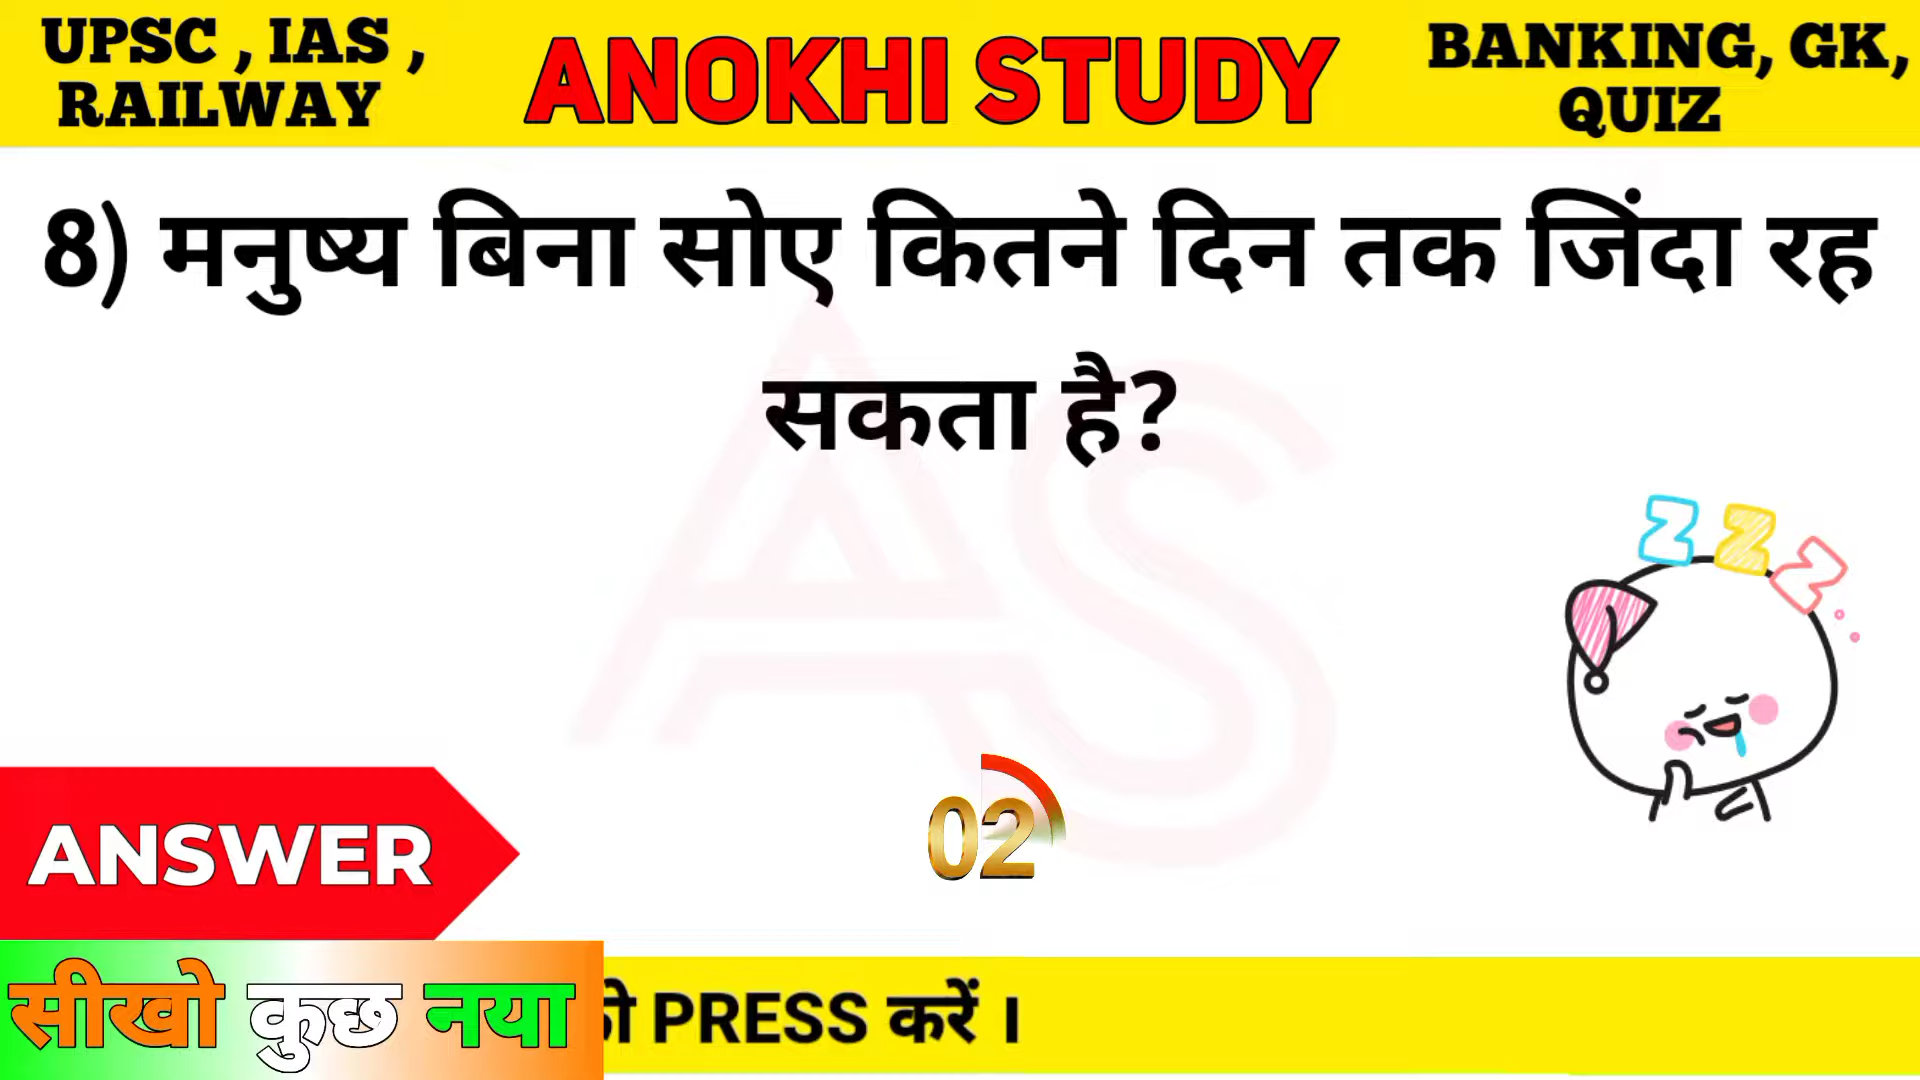 UPSC , IAS ,
RAILWAY
ANOKHI STUDY
BANKING, GK,
QUIZ
8) मनुष्य बिना सोए कितने दिन तक जिंदा रह
सकता है?
Z Z Z
02
ANSWER
सीखो कुछ नया
PRESS करें ।
AS